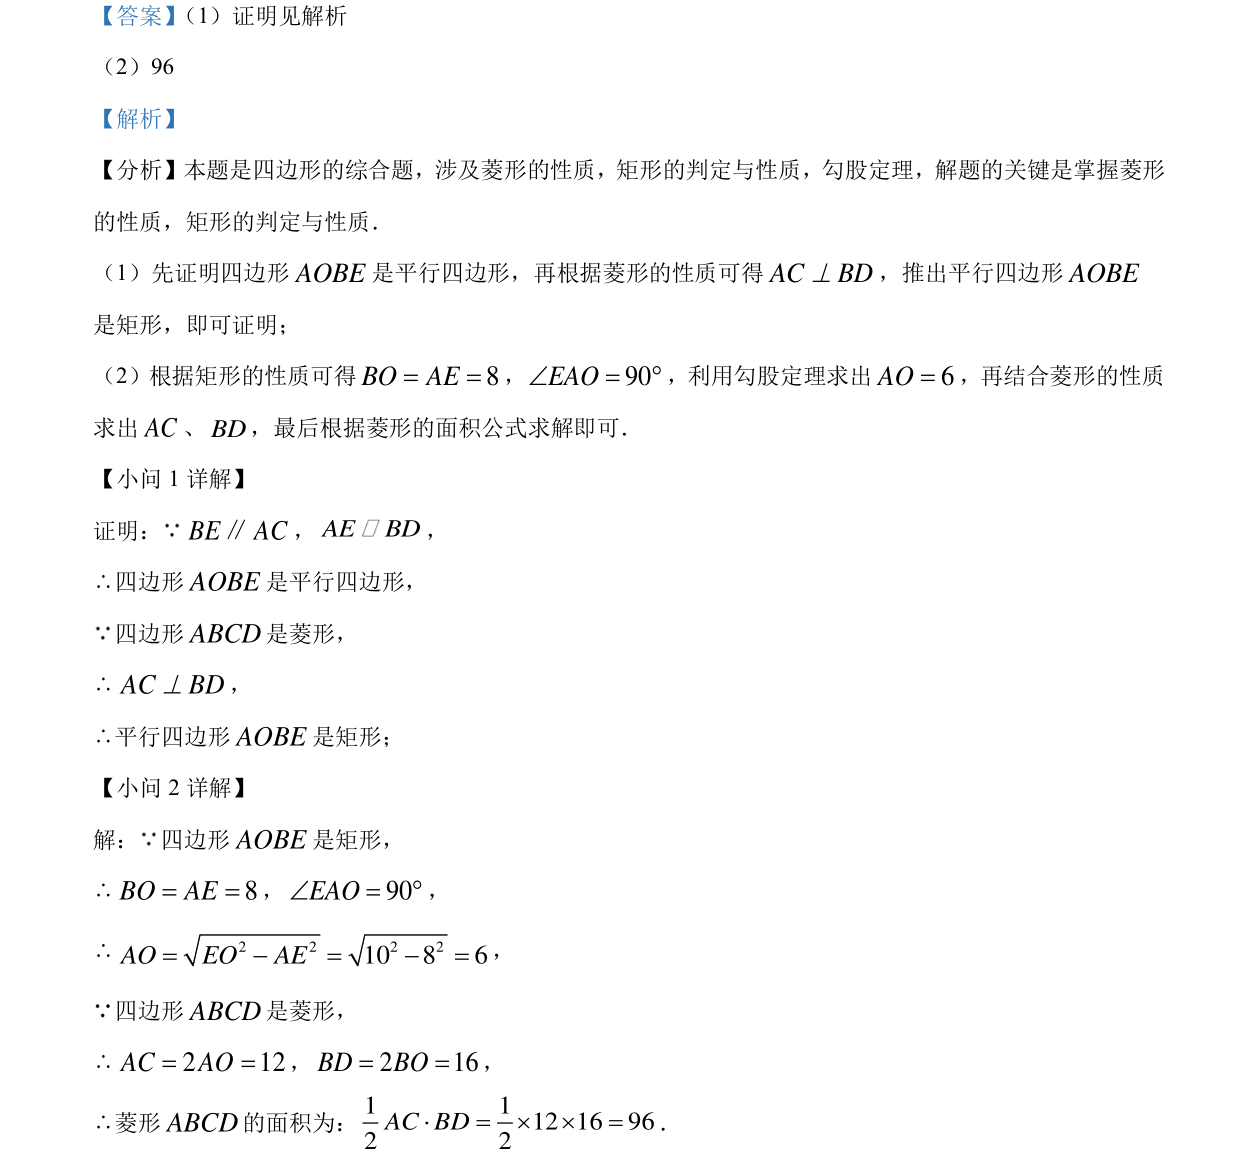 【答案】（1）证明见解析
（2）96
【解析】
【分析】本题是四边形的综合题，涉及菱形的性质，矩形的判定与性质，勾股定理，解题的关键是掌握菱形
的性质，矩形的判定与性质．
（1）先证明四边形 AOBE 是平行四边形，再根据菱形的性质可得 AC ⊥ BD ，推出平行四边形 AOBE
是矩形，即可证明；
（2）根据矩形的性质可得 BO = AE = 8，∠EAO = 90° ，利用勾股定理求出 AO = 6 ，再结合菱形的性质
求出 AC 、 BD ，最后根据菱形的面积公式求解即可．
【小问 1 详解】
证明：∵ BE ∥ AC ， AE □ BD ，
∴四边形 AOBE 是平行四边形，
∵四边形 ABCD 是菱形，
∴ AC ⊥ BD ，
∴平行四边形 AOBE 是矩形；
【小问 2 详解】
解：∵四边形 AOBE 是矩形，
∴ BO = AE = 8 ， ∠EAO = 90° ，
∴ AO = √(EO² − AE²) = √(10² − 8²) = 6 ，
∵四边形 ABCD 是菱形，
∴ AC = 2AO = 12 ， BD = 2BO = 16 ，
∴菱形 ABCD 的面积为： 1/2 AC · BD = 1/2 × 12 × 16 = 96 ．